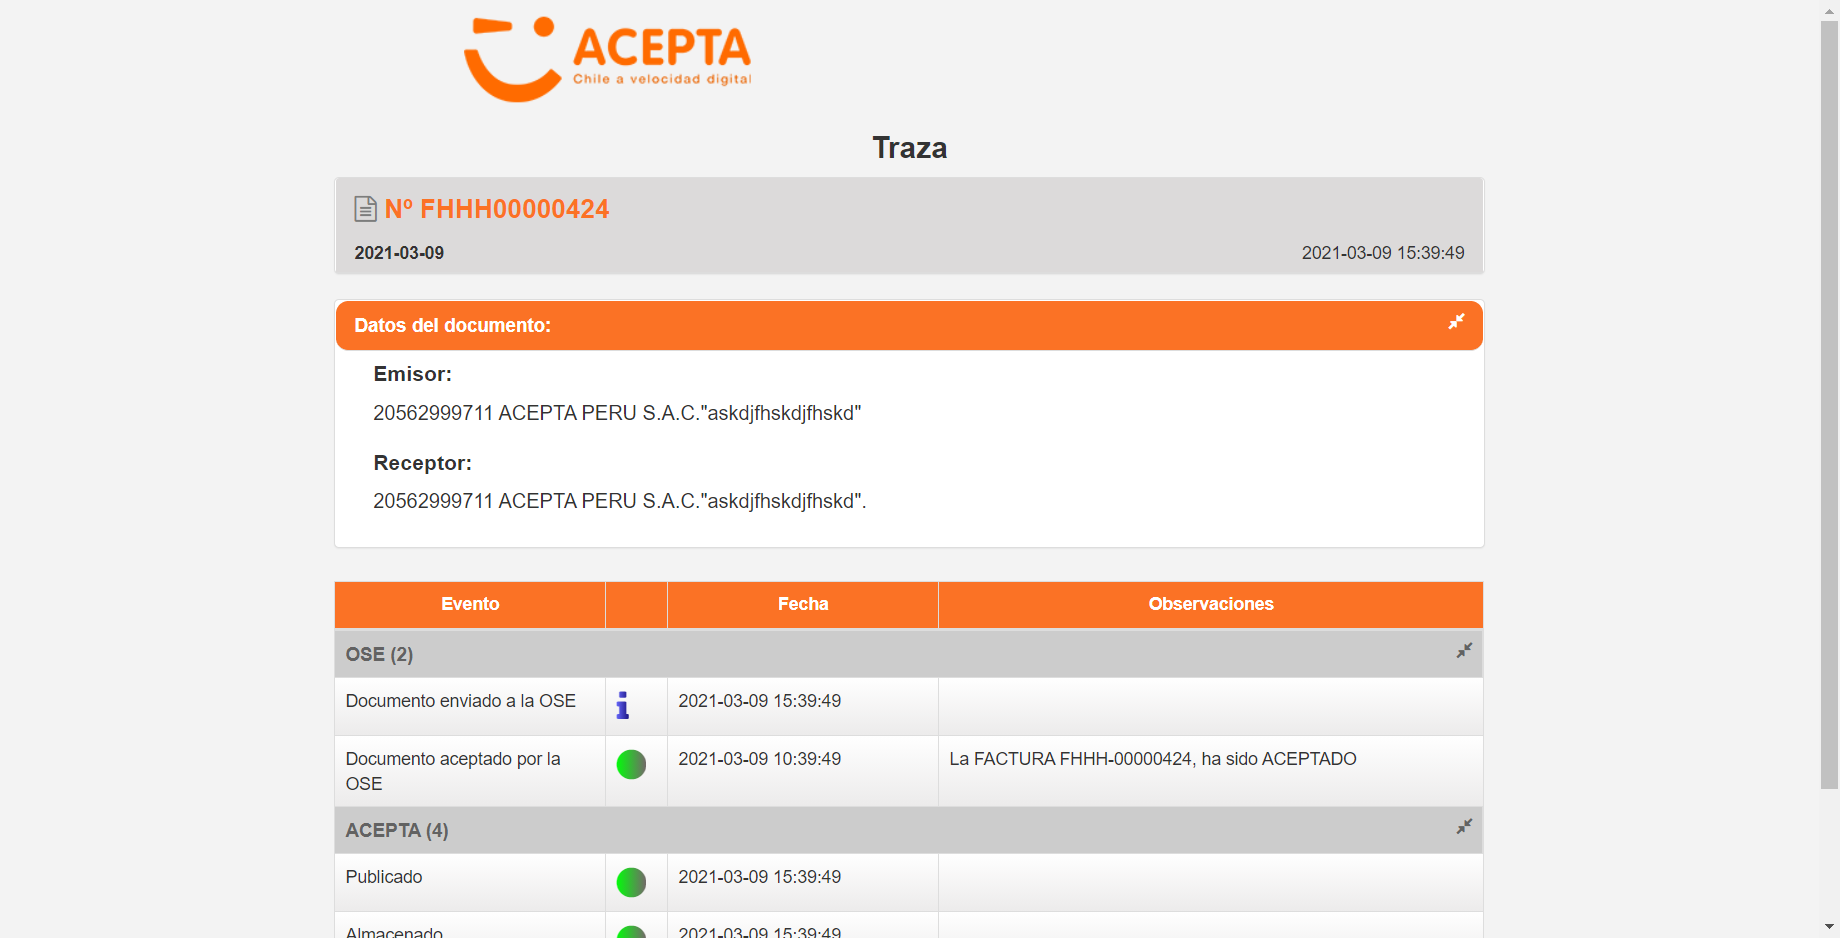 ACEPTA
Chile a velocidad digital
Traza
Nº FHHH00000424
2021-03-09
2021-03-09 15:39:49
Datos del documento:
Emisor:
20562999711 ACEPTA PERU S.A.C."askdjfhskdjfhskd"
Receptor:
20562999711 ACEPTA PERU S.A.C."askdjfhskdjfhskd".
Evento Fecha Observaciones
OSE (2)
Documento enviado a la OSE 2021-03-09 15:39:49
Documento aceptado por la 2021-03-09 10:39:49 La FACTURA FHHH-00000424, ha sido ACEPTADO
OSE
ACEPTA (4)
Publicado 2021-03-09 15:39:49
Almacenado 2021-03-09 15:39:49